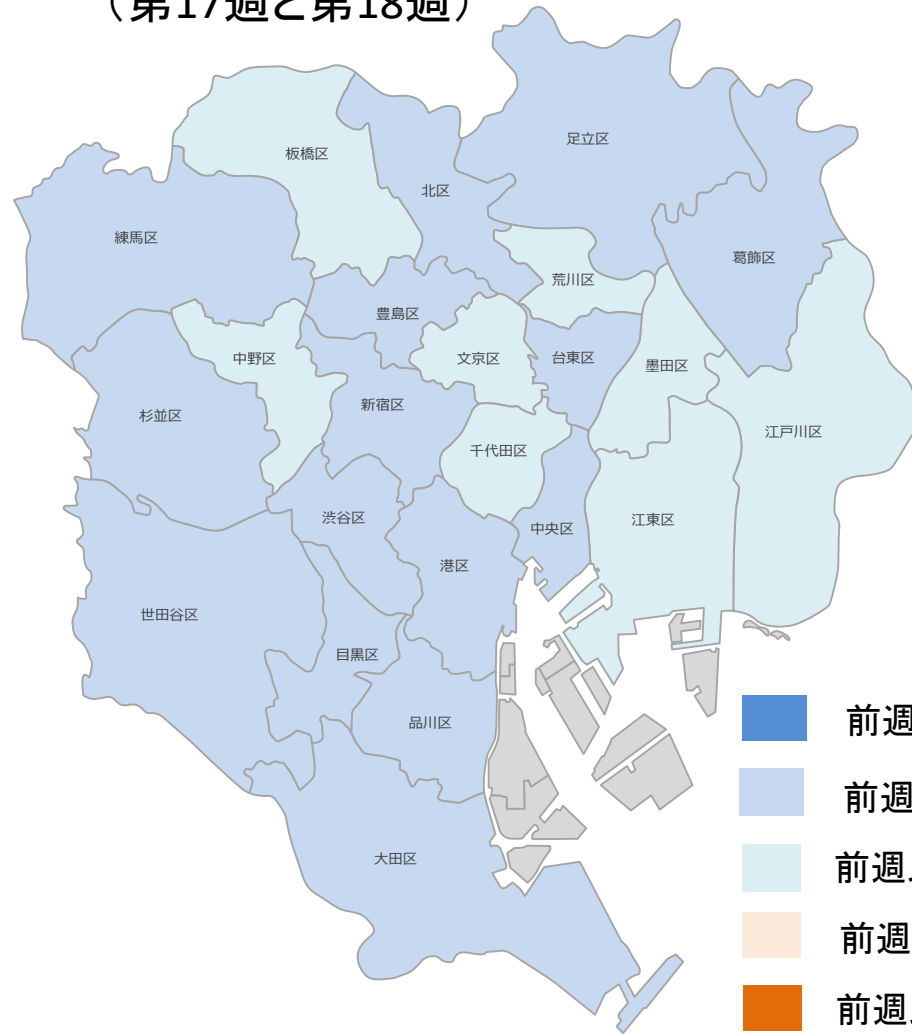 （第17週と第18週）
足立区
板橋区
北区
練馬区
葛飾区
荒川区
豊島区
文京区
台東区
中野区
墨田区
新宿区
杉並区
江戸川区
千代田区
渋谷区
中央区
江東区
港区
世田谷区
目黒区
品川区
大田区
前週
前週
前週
前週
前週